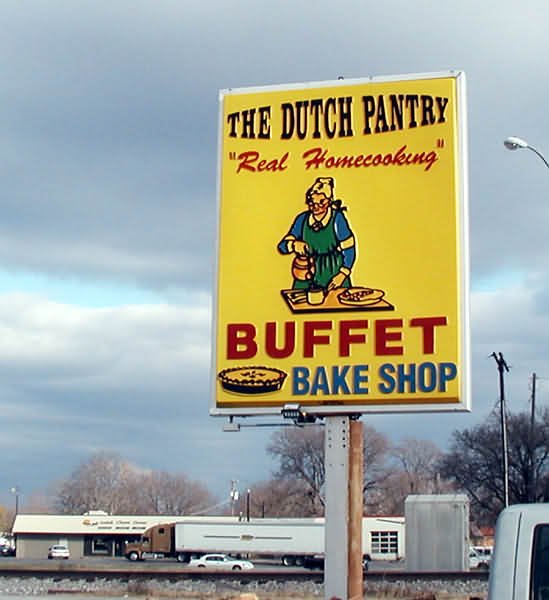 THE DUTCH PANTRY
"Real Homecooking"
BUFFET
BAKE SHOP